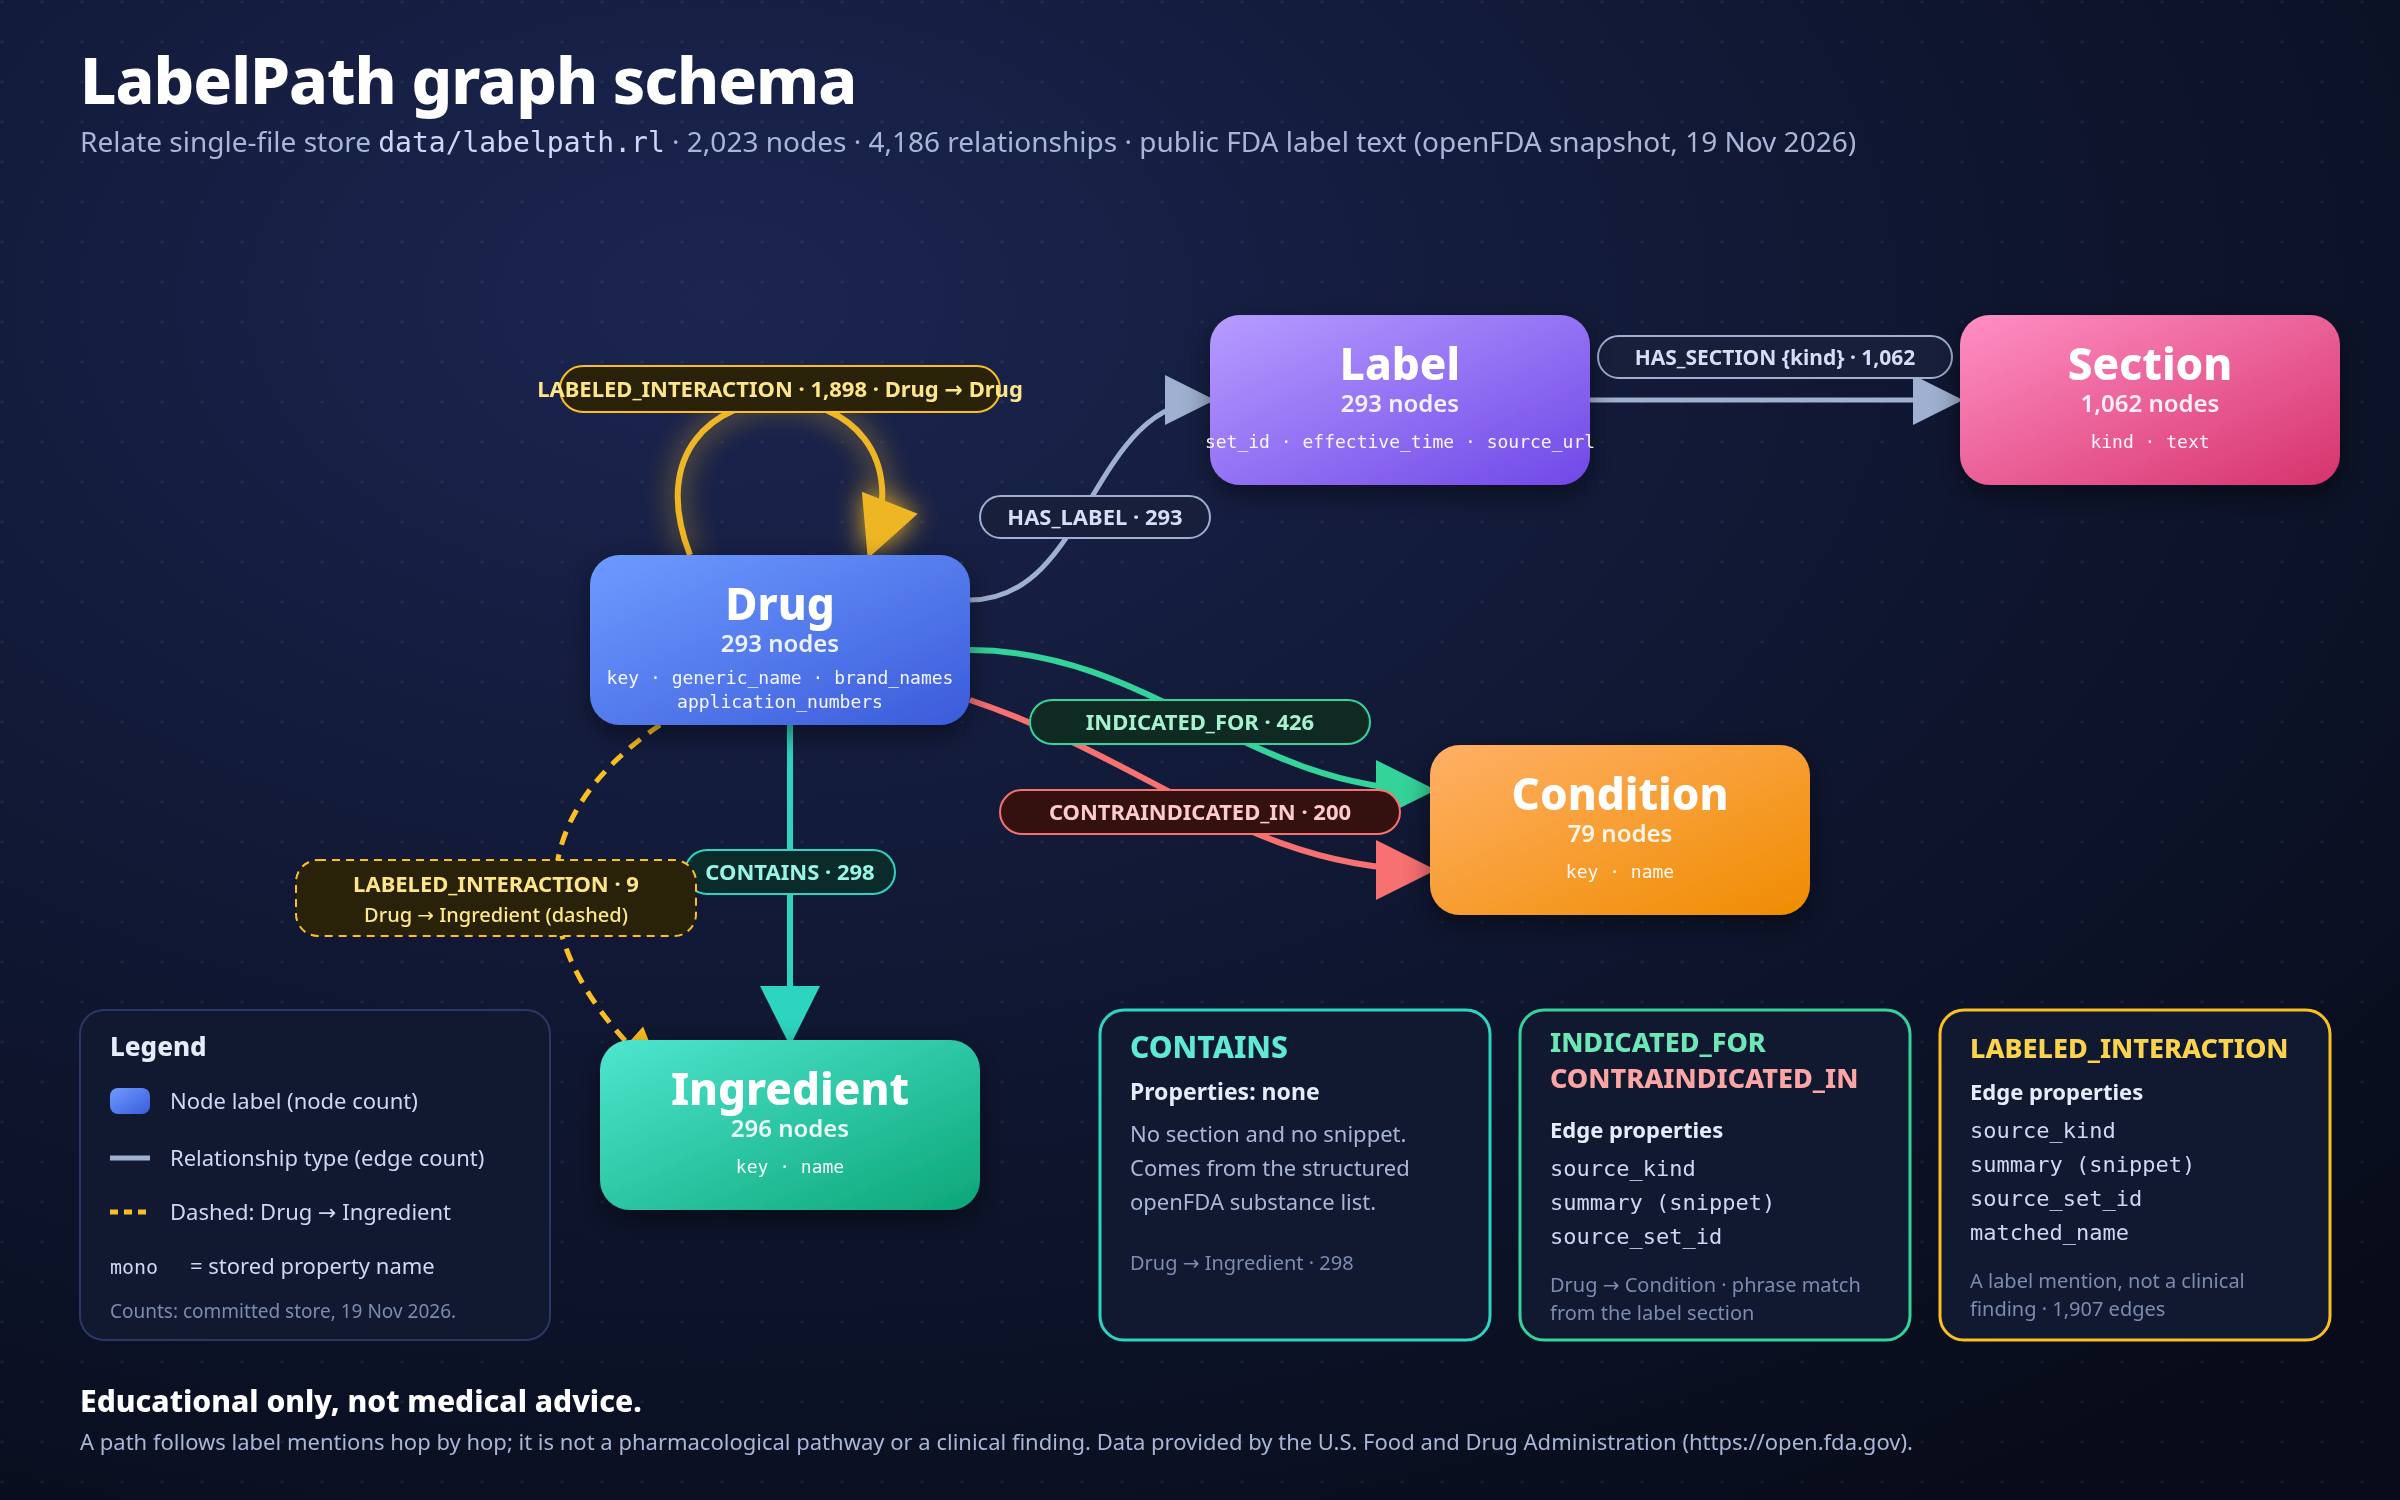 LabelPath graph schema
Relate single-file store data/labelpath.rl · 2,023 nodes · 4,186 relationships · public FDA label text (openFDA snapshot, 19 Nov 2026)
LABELED_INTERACTION · 1,898 · Drug → Drug
Label
293 nodes
set_id · effective_time · source_url
HAS_SECTION {kind} · 1,062
Section
1,062 nodes
kind · text
HAS_LABEL · 293
Drug
293 nodes
key · generic_name · brand_names
application_numbers
INDICATED_FOR · 426
CONTRAINDICATED_IN · 200
Condition
79 nodes
key · name
LABELED_INTERACTION · 9
Drug → Ingredient (dashed)
CONTAINS · 298
Ingredient
296 nodes
key · name
Legend
Node label (node count)
Relationship type (edge count)
Dashed: Drug → Ingredient
mono = stored property name
Counts: committed store, 19 Nov 2026.
CONTAINS
Properties: none
No section and no snippet.
Comes from the structured
openFDA substance list.
Drug → Ingredient · 298
INDICATED_FOR
CONTRAINDICATED_IN
Edge properties
source_kind
summary (snippet)
source_set_id
Drug → Condition · phrase match
from the label section
LABELED_INTERACTION
Edge properties
source_kind
summary (snippet)
source_set_id
matched_name
A label mention, not a clinical
finding · 1,907 edges
Educational only, not medical advice.
A path follows label mentions hop by hop; it is not a pharmacological pathway or a clinical finding. Data provided by the U.S. Food and Drug Administration (https://open.fda.gov).